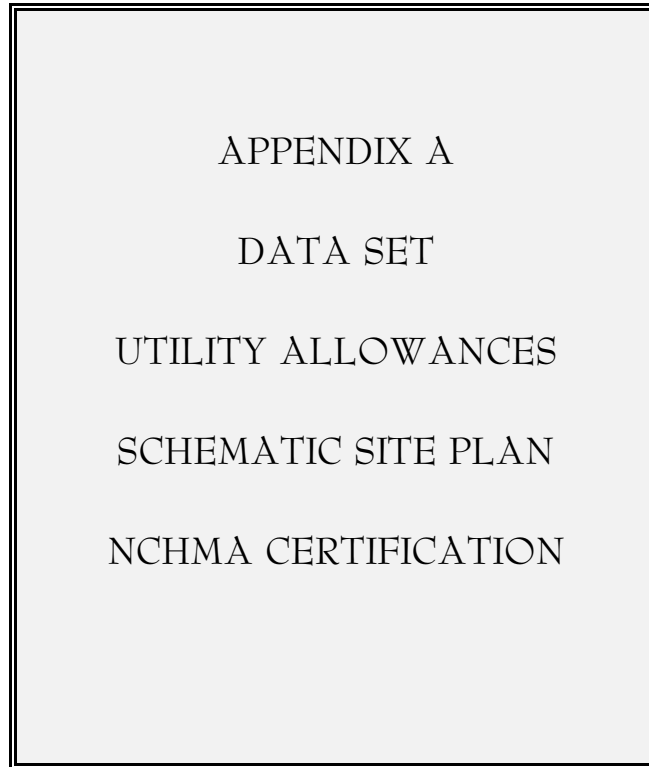 APPENDIX A
DATA SET
UTILITY ALLOWANCES
SCHEMATIC SITE PLAN
NCHMA CERTIFICATION